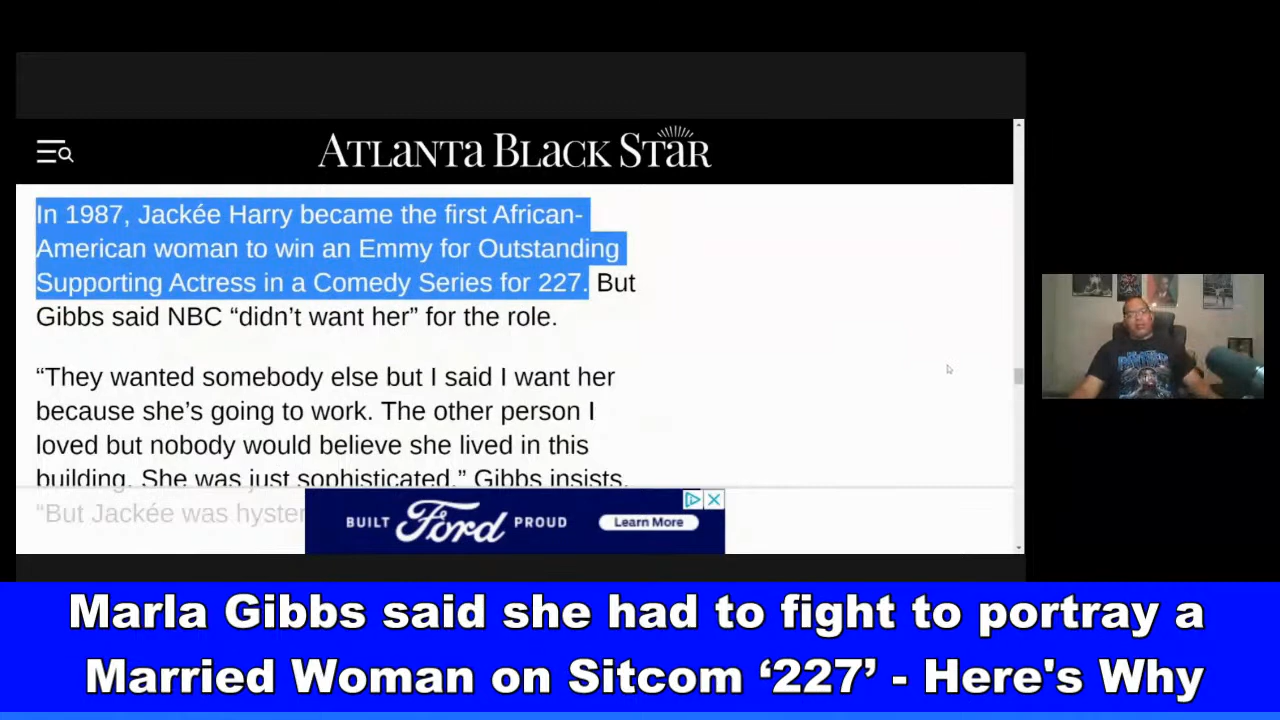 ATLANTA BLACK STAR
In 1987, Jackée Harry became the first African-
American woman to win an Emmy for Outstanding
Supporting Actress in a Comedy Series for 227. But
Gibbs said NBC “didn’t want her” for the role.
“They wanted somebody else but I said I want her
because she’s going to work. The other person I
loved but nobody would believe she lived in this
building. She was just sophisticated.” Gibbs insists.
“But Jackée was hyster
BUILT Ford PROUD Learn More
Marla Gibbs said she had to fight to portray a
Married Woman on Sitcom ‘227’ - Here's Why